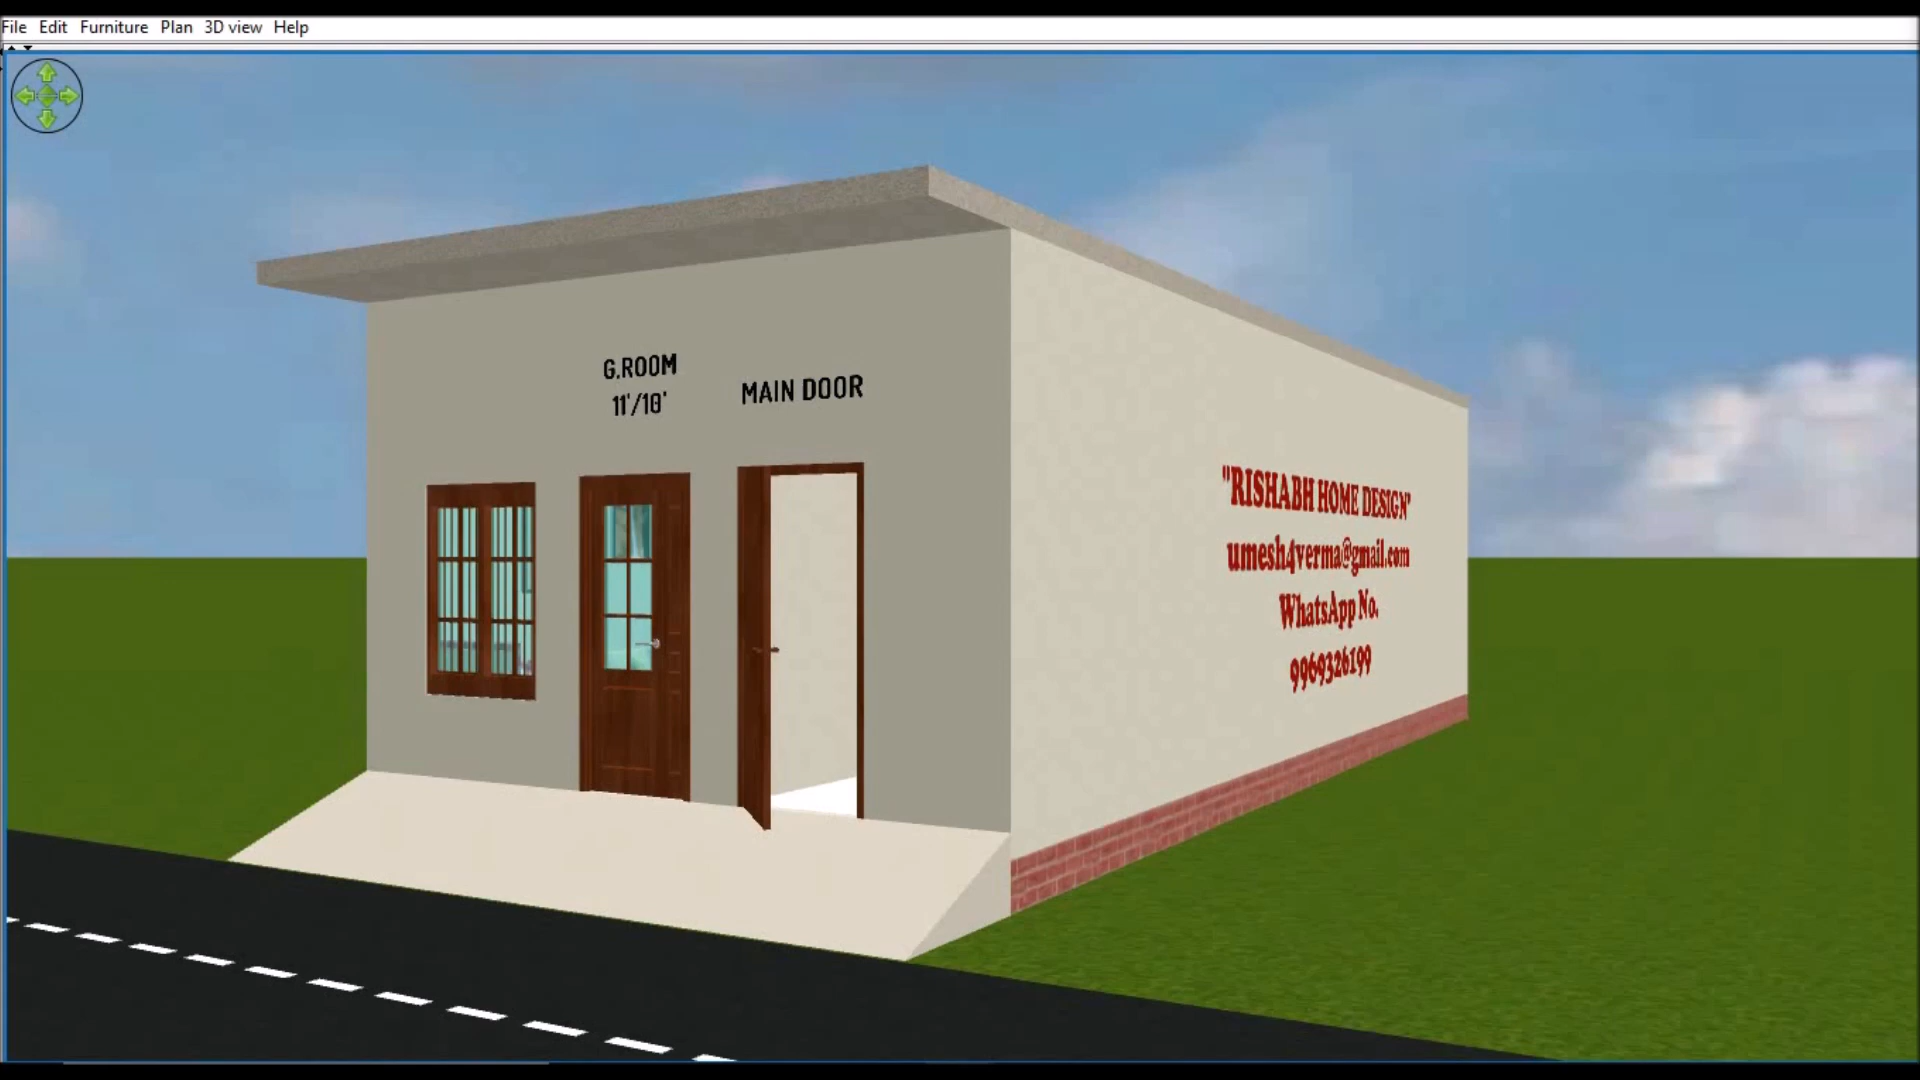 File Edit Furniture Plan 3D view Help
G.ROOM
11'/10'
MAIN DOOR
"RISHABH HOME DESIGN"
umesh4verma@gmail.com
WhatsApp No.
9969326199